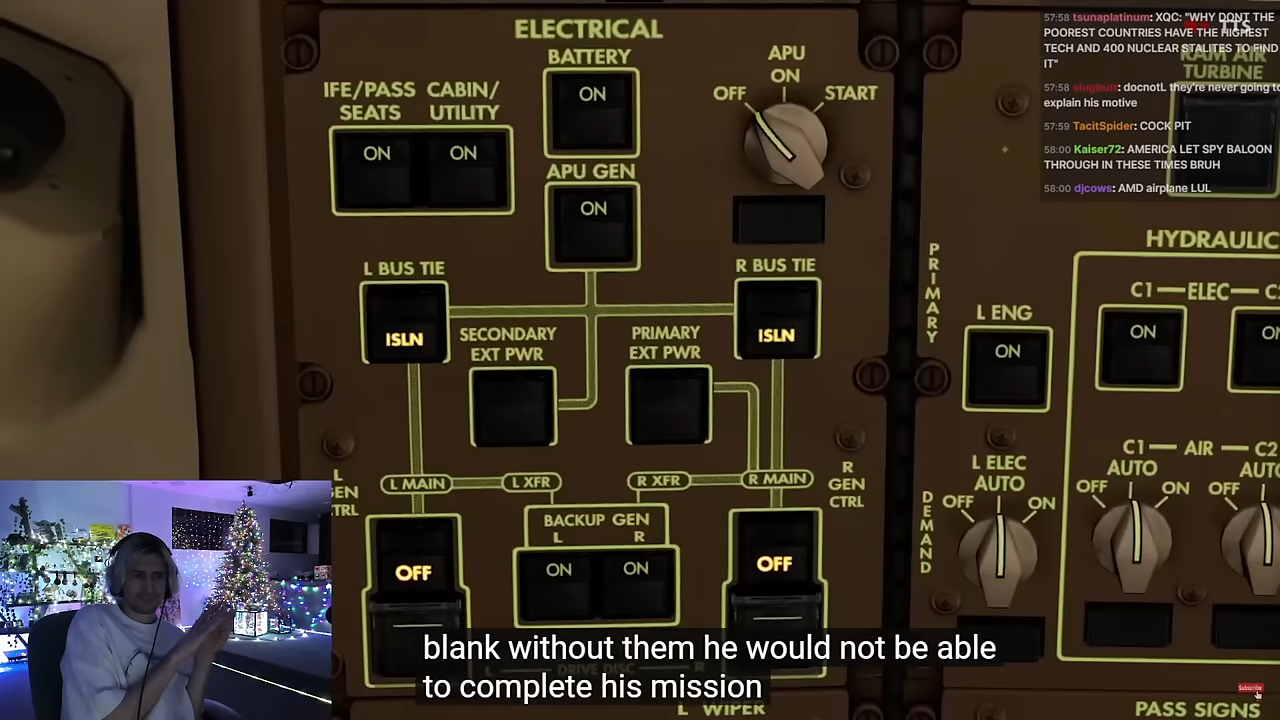 ELECTRICAL
BATTERY
ON
IFE/PASS
SEATS
CABIN/
UTILITY
ON
ON
APU GEN
ON
APU
ON
OFF
START
L BUS TIE
ISLN
R BUS TIE
ISLN
SECONDARY
EXT PWR
PRIMARY
EXT PWR
L MAIN
L XFR
R XFR
R MAIN
L
GEN
CTRL
R
GEN
CTRL
BACKUP GEN
L
R
ON
ON
OFF
OFF
L DRIVE DISC R
L WIPER
PRIMARY
L ENG
ON
DEMAND
L ELEC
AUTO
OFF
ON
RAM AIR
TURBINE
HYDRAULIC
C1 ELEC C2
ON
ON
C1 AIR C2
AUTO
OFF
ON
AUTO
OFF
PASS SIGNS
57:58 tsunaplatinum: XQC: "WHY DONT THE
POOREST COUNTRIES HAVE THE HIGHEST
TECH AND 400 NUCLEAR STALITES TO FIND
IT"
57:58 slugbutt: docnotL they're never going to
explain his motive
57:59 TacitSpider: COCK PIT
58:00 Kaiser72: AMERICA LET SPY BALOON
THROUGH IN THESE TIMES BRUH
58:00 djcows: AMD airplane LUL
blank without them he would not be able
to complete his mission
Subscribe